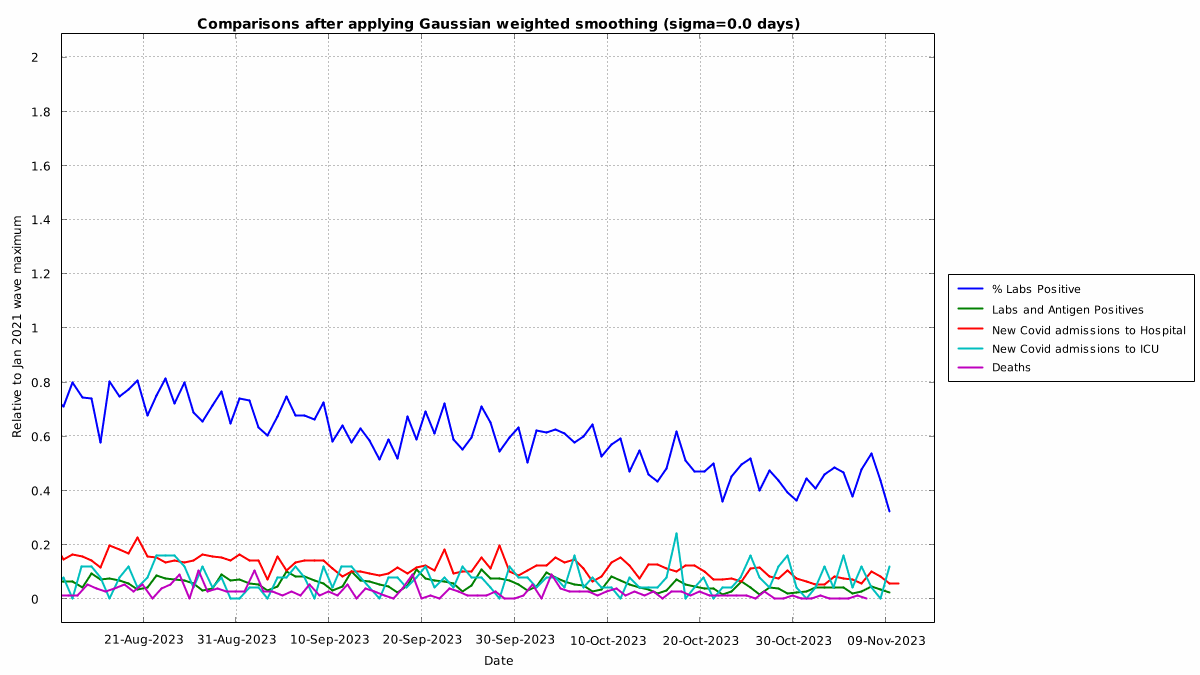 Comparisons after applying Gaussian weighted smoothing (sigma=0.0 days)
Relative to Jan 2021 wave maximum
2
1.8
1.6
1.4
1.2
1
0.8
0.6
0.4
0.2
0
21-Aug-2023 31-Aug-2023 10-Sep-2023 20-Sep-2023 30-Sep-2023 10-Oct-2023 20-Oct-2023 30-Oct-2023 09-Nov-2023
Date
% Labs Positive
Labs and Antigen Positives
New Covid admissions to Hospital
New Covid admissions to ICU
Deaths